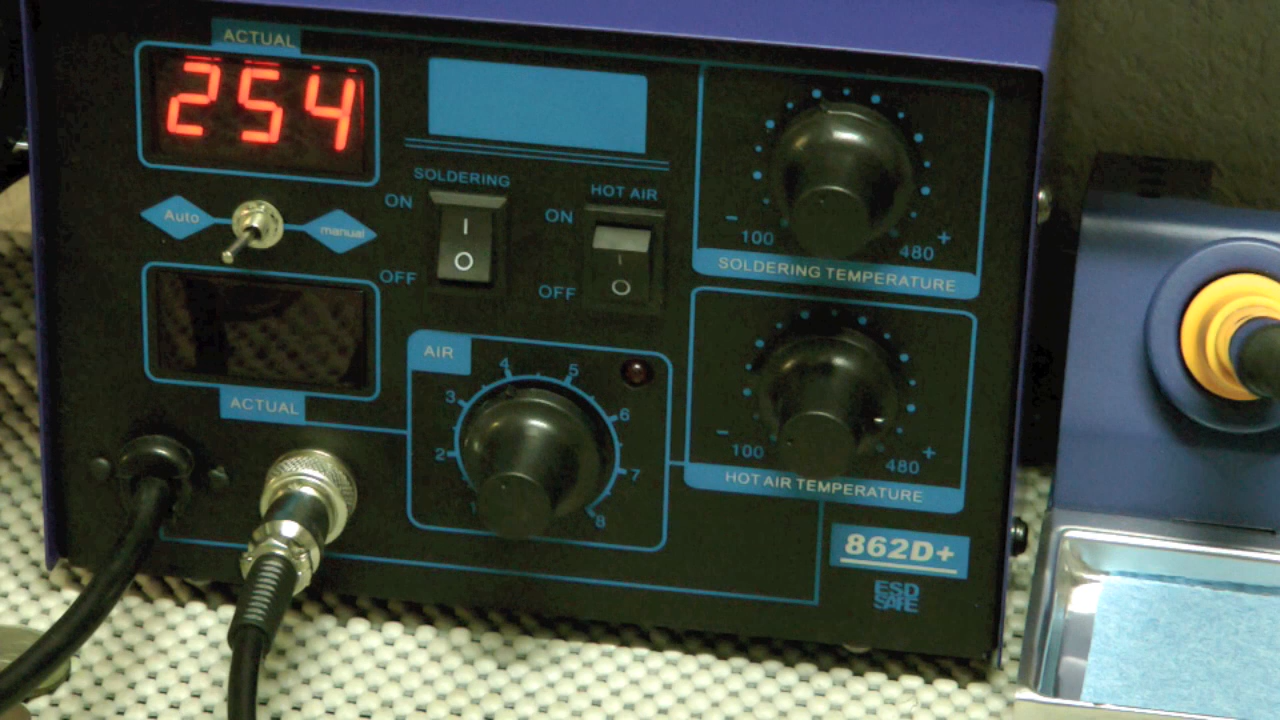 ACTUAL
254
Auto
manual
SOLDERING
ON
I
O
OFF
HOT AIR
ON
I
O
OFF
- 100
480 +
SOLDERING TEMPERATURE
ACTUAL
AIR
1
2
3
4
5
6
7
8
- 100
480 +
HOT AIR TEMPERATURE
862D+
ESD
SAFE